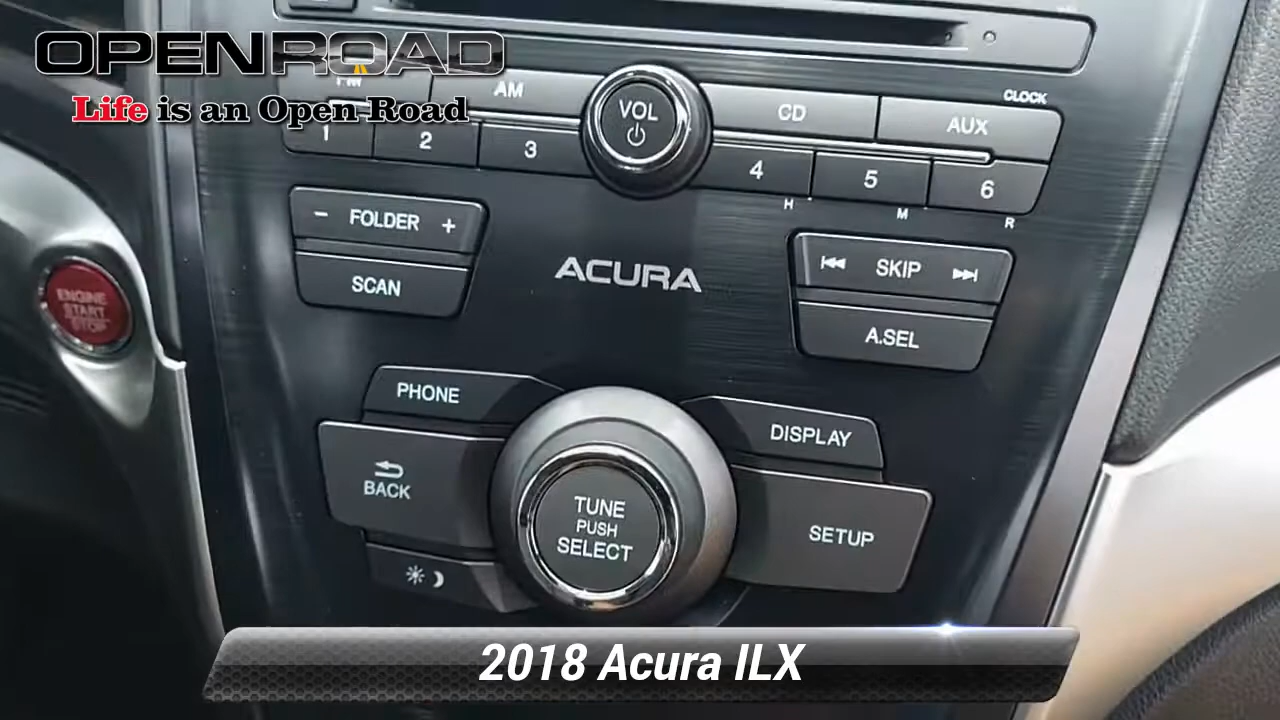 OPENROAD
Life is an Open Road
FM AM VOL CD AUX CLOCK
1 2 3 4 5 6
H M R
- FOLDER +
SCAN
ACURA
SKIP
A.SEL
ENGINE
START
STOP
PHONE
DISPLAY
BACK
TUNE
PUSH
SELECT
SETUP
2018 Acura ILX